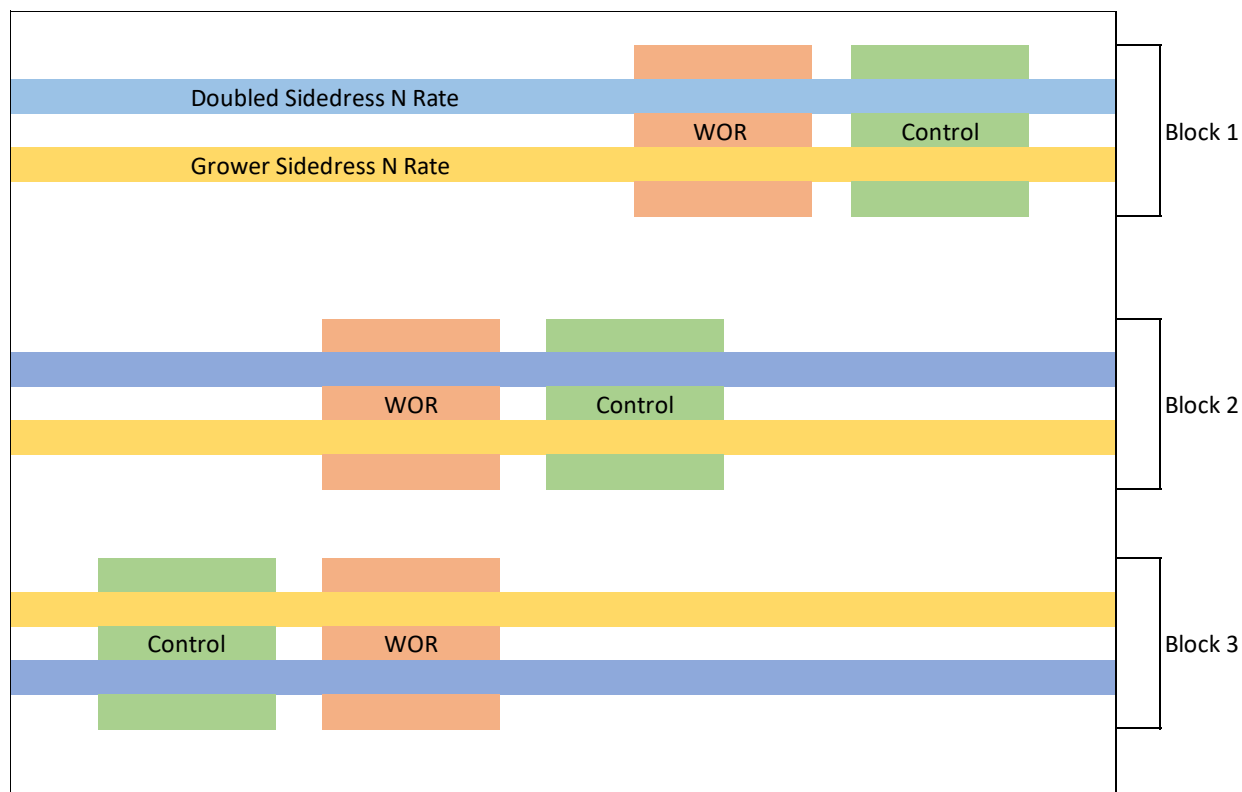 Doubled Sidedress N Rate
WOR
Control
Block 1
Grower Sidedress N Rate
WOR
Control
Block 2
Control
WOR
Block 3